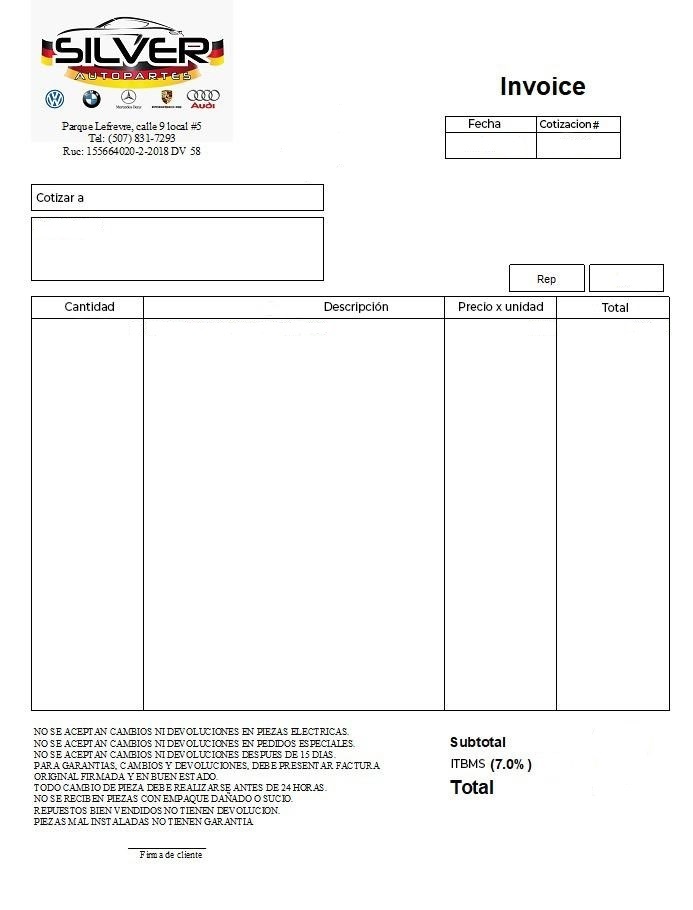 SILVER
AUTOPARTES
Mercedes-Benz
PORSCHE
Audi
Parque Lefrevre, calle 9 local #5
Tel: (507) 831-7293
Ruc: 155664020-2-2018 DV 58
Invoice
Fecha Cotizacion #
Cotizar a
Rep
Cantidad Descripción Precio x unidad Total
NO SE ACEPTAN CAMBIOS NI DEVOLUCIONES EN PIEZAS ELECTRICAS.
NO SE ACEPTAN CAMBIOS NI DEVOLUCIONES EN PEDIDOS ESPECIALES.
NO SE ACEPTAN CAMBIOS NI DEVOLUCIONES DESPUES DE 15 DIAS.
PARA GARANTIAS, CAMBIOS Y DEVOLUCIONES, DEBE PRESENTAR FACTURA
ORIGINAL FIRMADA Y EN BUEN ESTADO.
TODO CAMBIO DE PIEZA DEBE REALIZARSE ANTES DE 24 HORAS.
NO SE RECIBEN PIEZAS CON EMPAQUE DAÑADO O SUCIO.
REPUESTOS BIEN VENDIDOS NO TIENEN DEVOLUCION.
PIEZAS MAL INSTALADAS NO TIENEN GARANTIA
Subtotal
ITBMS (7.0% )
Total
Firma de cliente